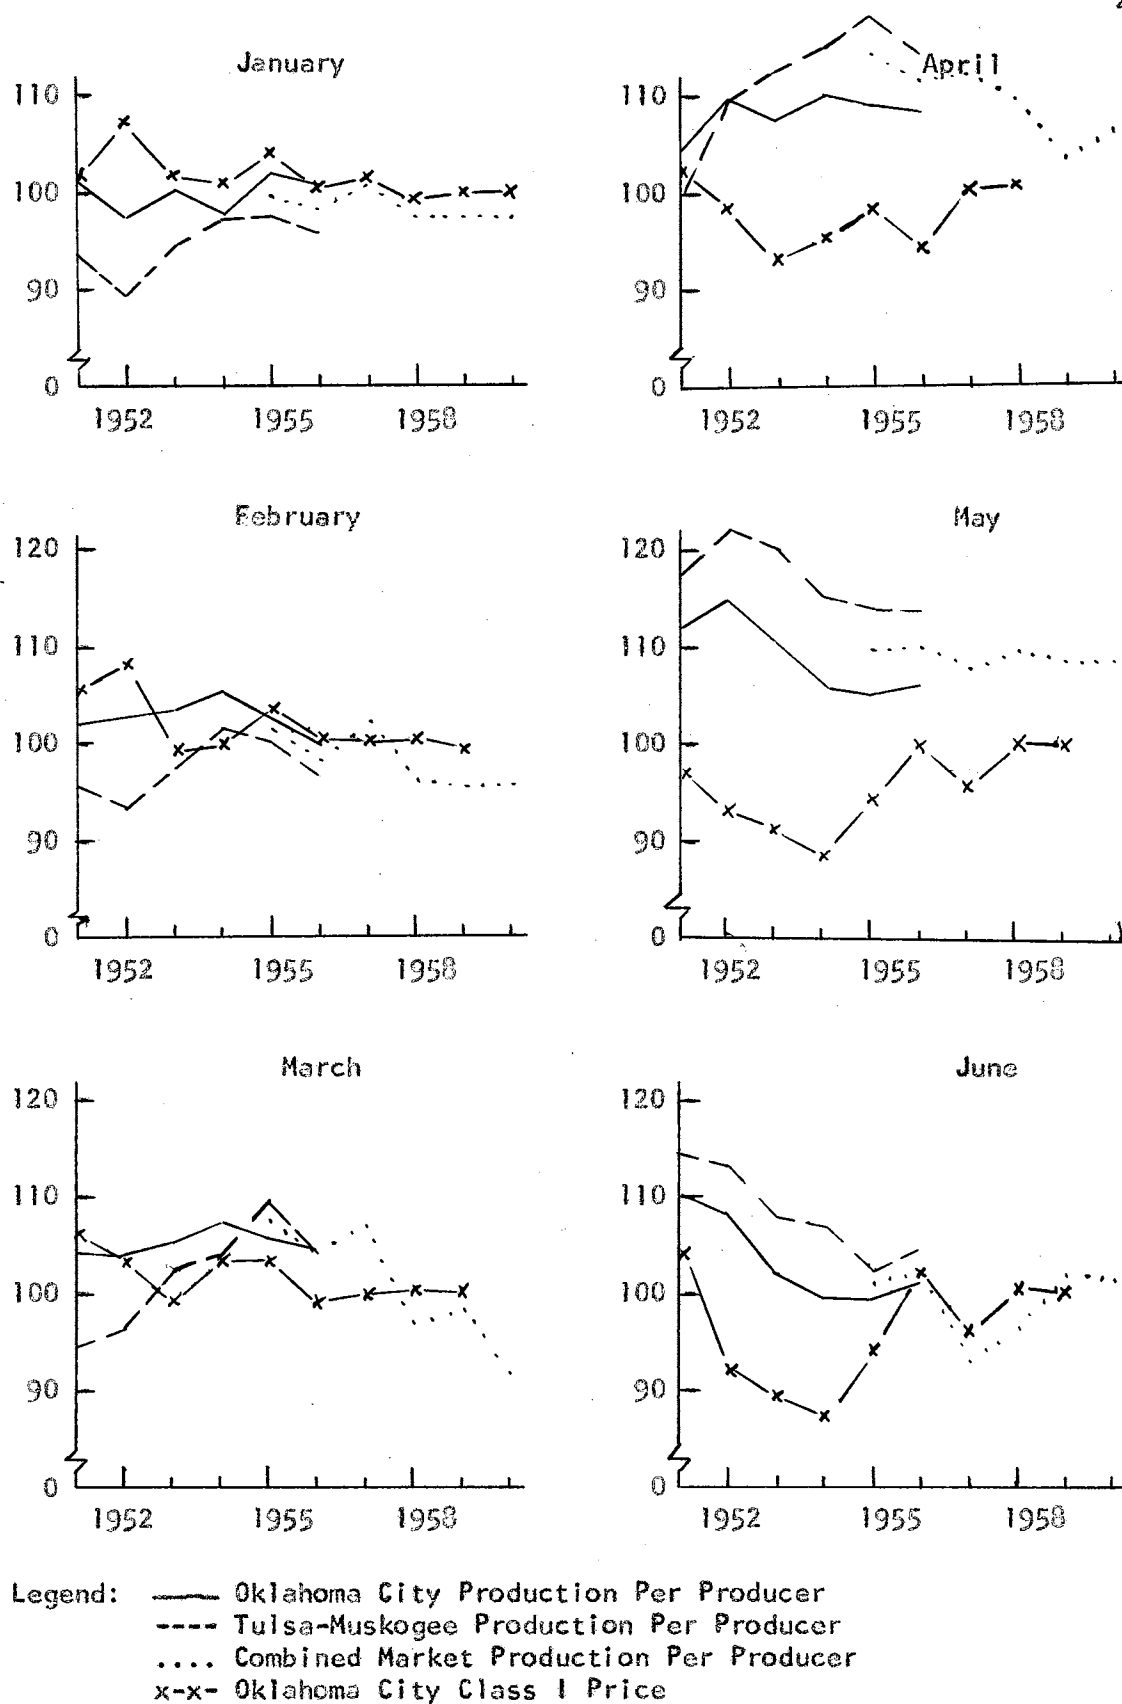 January
110
100
90
0
1952 1955 1958
April
110
100
90
0
1952 1955 1958
February
120
110
100
90
0
1952 1955 1958
May
120
110
100
90
0
1952 1955 1958
March
120
110
100
90
0
1952 1955 1958
June
120
110
100
90
0
1952 1955 1958
Legend: —— Oklahoma City Production Per Producer
---- Tulsa-Muskogee Production Per Producer
.... Combined Market Production Per Producer
x-x- Oklahoma City Class I Price